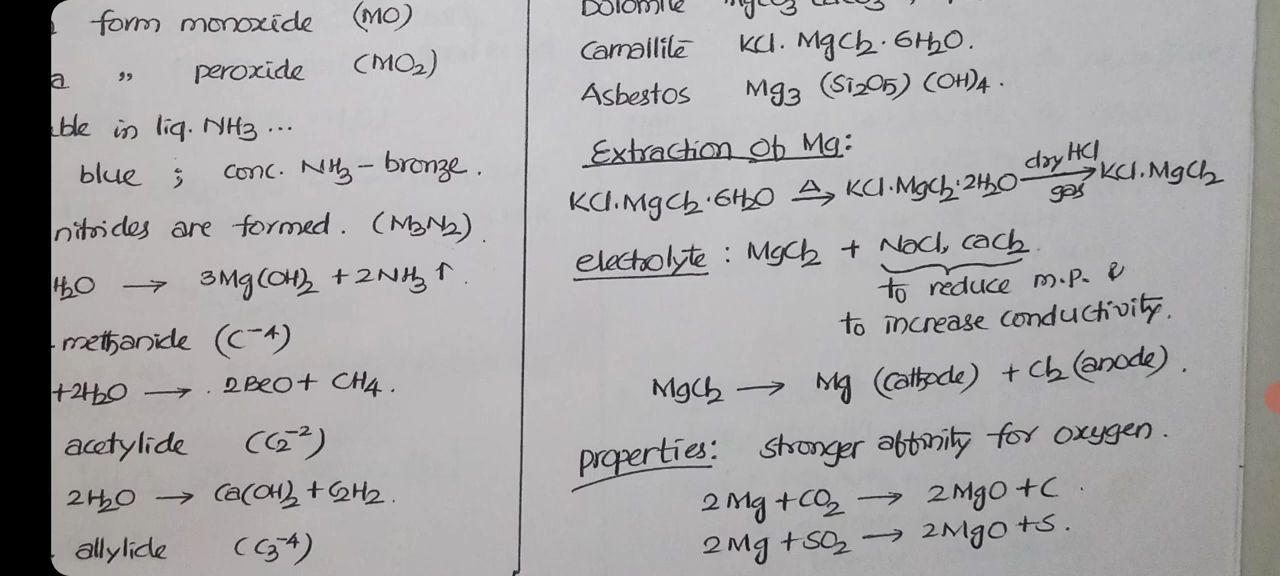 form monoxide (MO)
a " peroxide (MO2)
ble in liq. NH3 ...
blue ; conc. NH3 - bronze.
nitrides are formed. (M3N2).
H2O → 3Mg(OH)2 + 2NH3 ↑.
methanide (C⁻⁴)
+2H2O → 2BeO + CH4.
acetylide (C2⁻²)
2H2O → Ca(OH)2 + C2H2.
allylide (C3⁻⁴)
Dolomite MgCO3 CaCO3
Carnallite KCl. MgCl2. 6H2O.
Asbestos Mg3 (Si2O5) (OH)4.
Extraction of Mg:
KCl.MgCl2.6H2O Δ→ KCl.MgCl2.2H2O dry HCl gas→ KCl.MgCl2
electrolyte : MgCl2 + NaCl, CaCl2.
to reduce m.p. &
to increase conductivity.
MgCl2 → Mg (cathode) + Cl2 (anode).
properties: stronger affinity for oxygen.
2Mg + CO2 → 2MgO + C.
2Mg + SO2 → 2MgO + S.